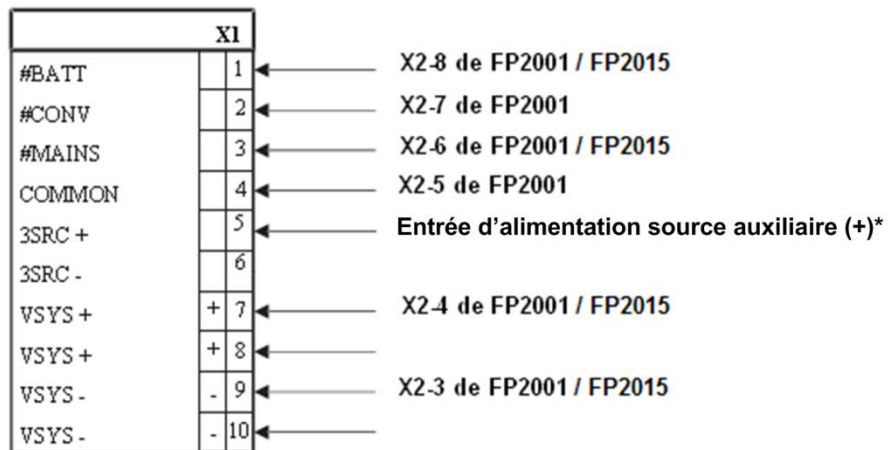 X1
#BATT 1 X2-8 de FP2001 / FP2015
#CONV 2 X2-7 de FP2001
#MAINS 3 X2-6 de FP2001 / FP2015
COMMON 4 X2-5 de FP2001
3SRC + 5 Entrée d’alimentation source auxiliaire (+)*
3SRC - 6
VSYS + + 7 X2-4 de FP2001 / FP2015
VSYS + + 8
VSYS - - 9 X2-3 de FP2001 / FP2015
VSYS - - 10